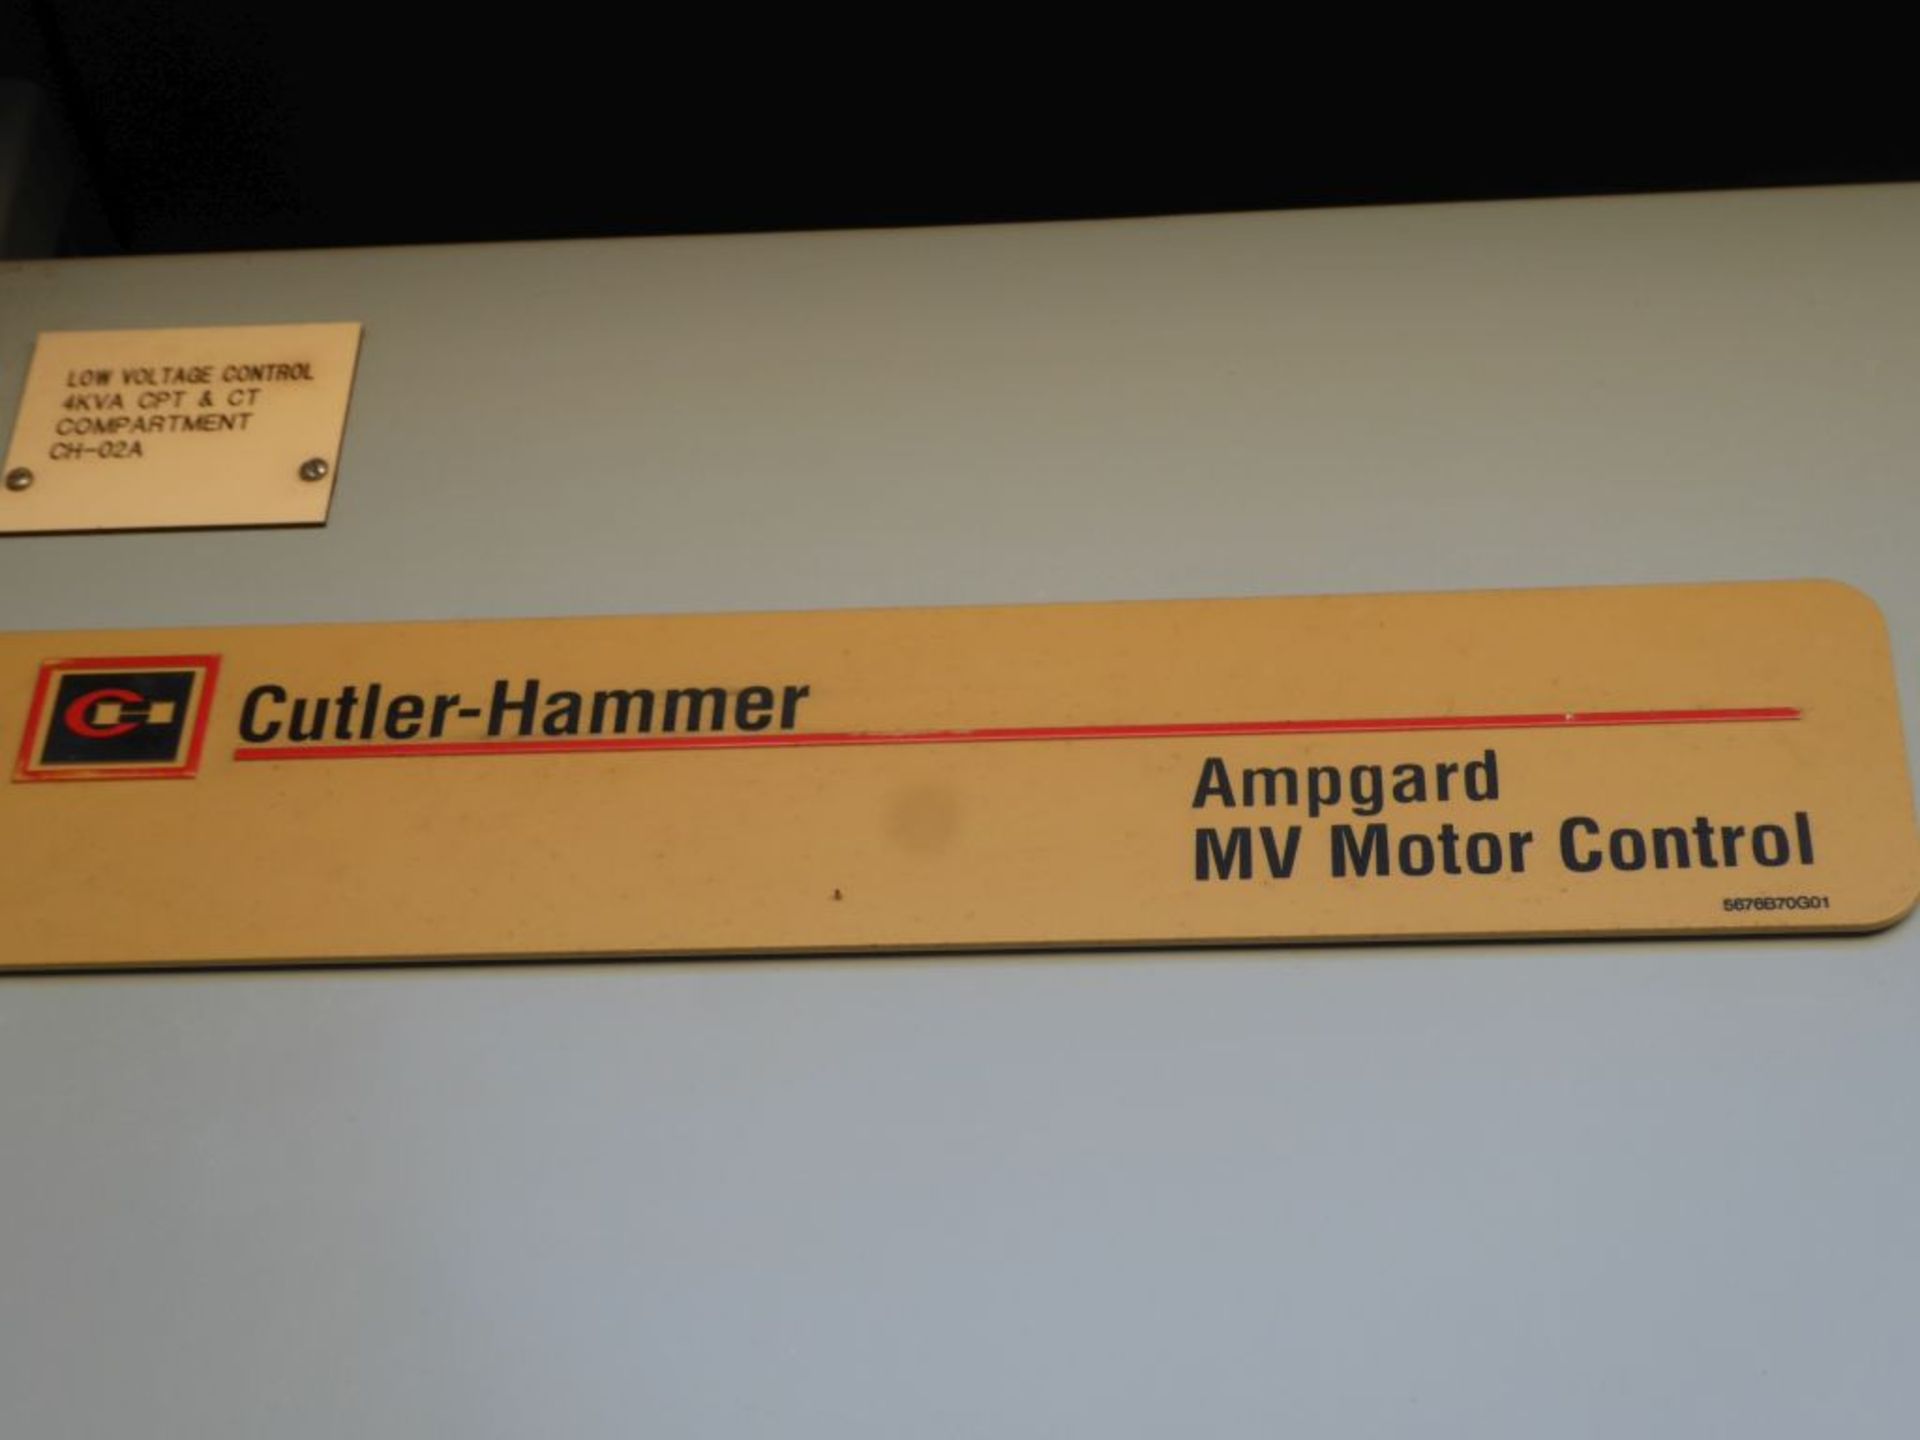 LOW VOLTAGE CONTROL
4KVA CPT & CT
COMPARTMENT
CH-02A
Cutler-Hammer
Ampgard
MV Motor Control
5676B70G01